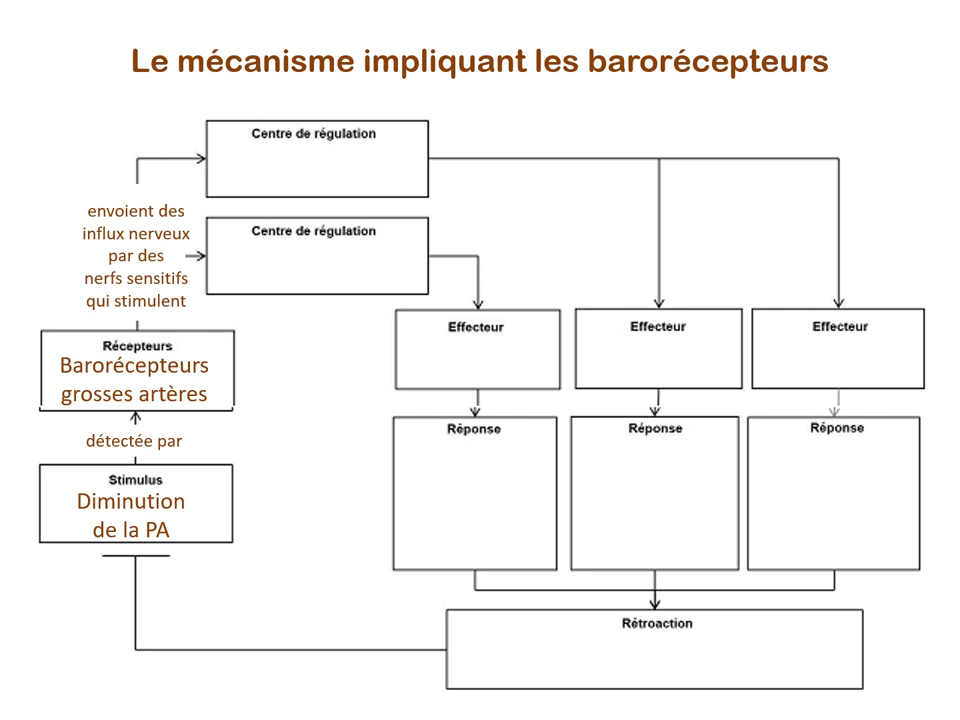 Le mécanisme impliquant les barorécepteurs
Centre de régulation
envoient des
influx nerveux
par des
nerfs sensitifs
qui stimulent
Centre de régulation
Effecteur
Effecteur
Effecteur
Récepteurs
Barorécepteurs
grosses artères
détectée par
Réponse
Réponse
Réponse
Stimulus
Diminution
de la PA
Rétroaction